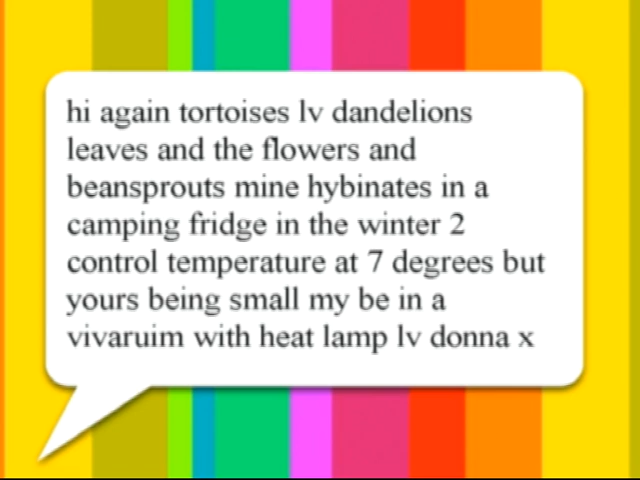 hi again tortoises lv dandelions
leaves and the flowers and
beansprouts mine hybinates in a
camping fridge in the winter 2
control temperature at 7 degrees but
yours being small my be in a
vivaruim with heat lamp lv donna x